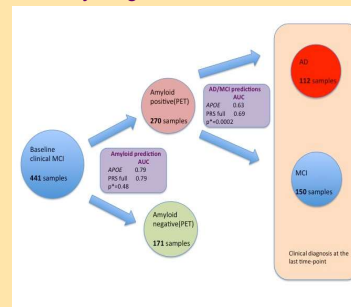 Baseline
clinical MCI
441 samples
Amyloid prediction
AUC
APOE 0.79
PRS full 0.79
p*=0.48
Amyloid
positive(PET)
270 samples
Amyloid
negative(PET)
171 samples
AD/MCI predictions
AUC
APOE 0.63
PRS full 0.69
p*=0.0002
AD
112 samples
MCI
150 samples
Clinical diagnosis at the
last time-point